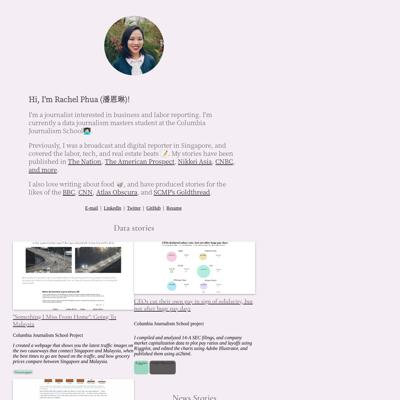 Hi, I'm Rachel Phua (潘恩琳)!
I'm a journalist interested in business and labor reporting. I'm
currently a data journalism masters student at the Columbia
Journalism School
Previously, I was a broadcast and digital reporter in Singapore, and
covered the labor, tech, and real estate beats. My stories have been
published in The Nation, The American Prospect, Nikkei Asia, CNBC,
and more.
I also love writing about food, and have produced stories for the
likes of the BBC, CNN, Atlas Obscura, and SCMP's Goldthread.
E-mail | LinkedIn | Twitter | GitHub | Resume
Data stories
"Something I Miss From Home": Going To
Malaysia
Columbia Journalism School Project
I created a webpage that shows you the latest traffic images on
the two causeways that connect Singapore and Malaysia, when
the best times to go are based on the traffic, and how grocery
prices compare between Singapore and Malaysia.
CEOs cut their own pay in sign of solidarity, but
not after huge pay days
Columbia Journalism School project
I compiled and analyzed 14-A SEC filings, and company
market capitalization data to plot pay ratios and layoffs using
RIggplot, and edited the charts using Adobe Illustrator, and
published them using ai2html.
News Stories